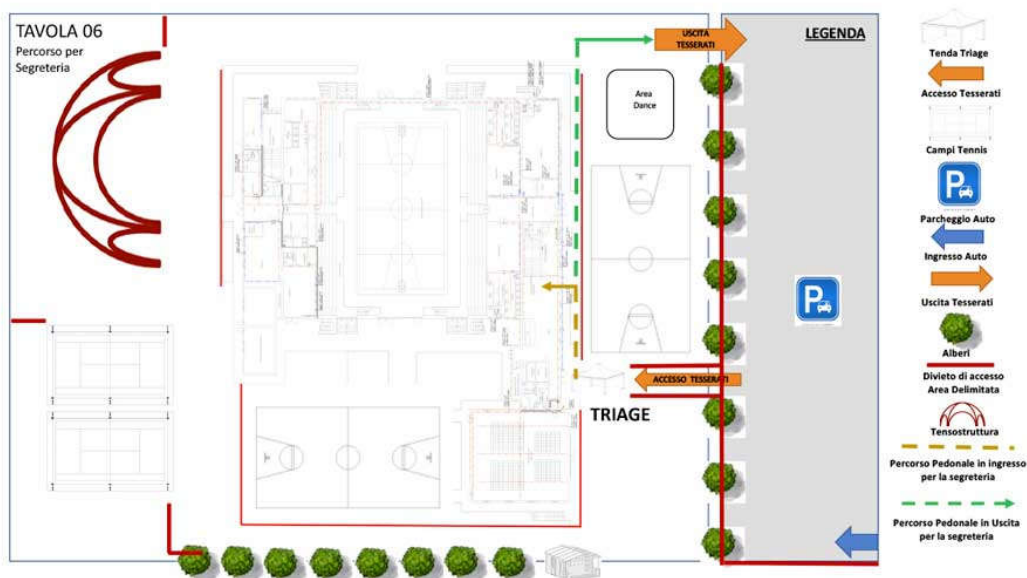 TAVOLA 06
Percorso per
Segreteria
USCITA
TESSERATI
Area
Dance
ACCESSO TESSERATI
TRIAGE
P
LEGENDA
Tenda Triage
Accesso Tesserati
Campi Tennis
P
Parcheggio Auto
Ingresso Auto
Uscita Tesserati
Alberi
Divieto di accesso
Area Delimitata
Tensostruttura
Percorso Pedonale in ingresso
per la segreteria
Percorso Pedonale in Uscita
per la segreteria